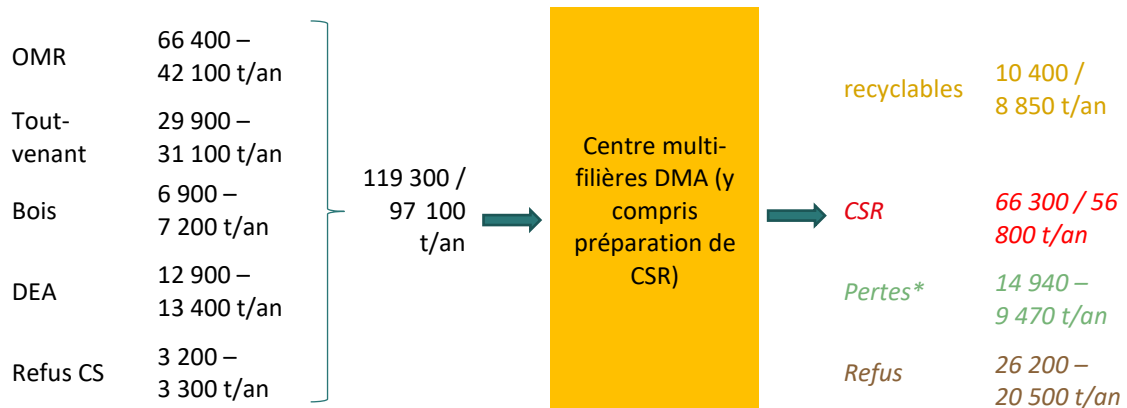 OMR
66 400 –
42 100 t/an
Tout-
venant
29 900 –
31 100 t/an
Bois
6 900 –
7 200 t/an
DEA
12 900 –
13 400 t/an
Refus CS
3 200 –
3 300 t/an
119 300 /
97 100
t/an
Centre multi-
filières DMA (y
compris
préparation de
CSR)
recyclables
10 400 /
8 850 t/an
CSR
66 300 / 56
800 t/an
Pertes*
14 940 –
9 470 t/an
Refus
26 200 –
20 500 t/an